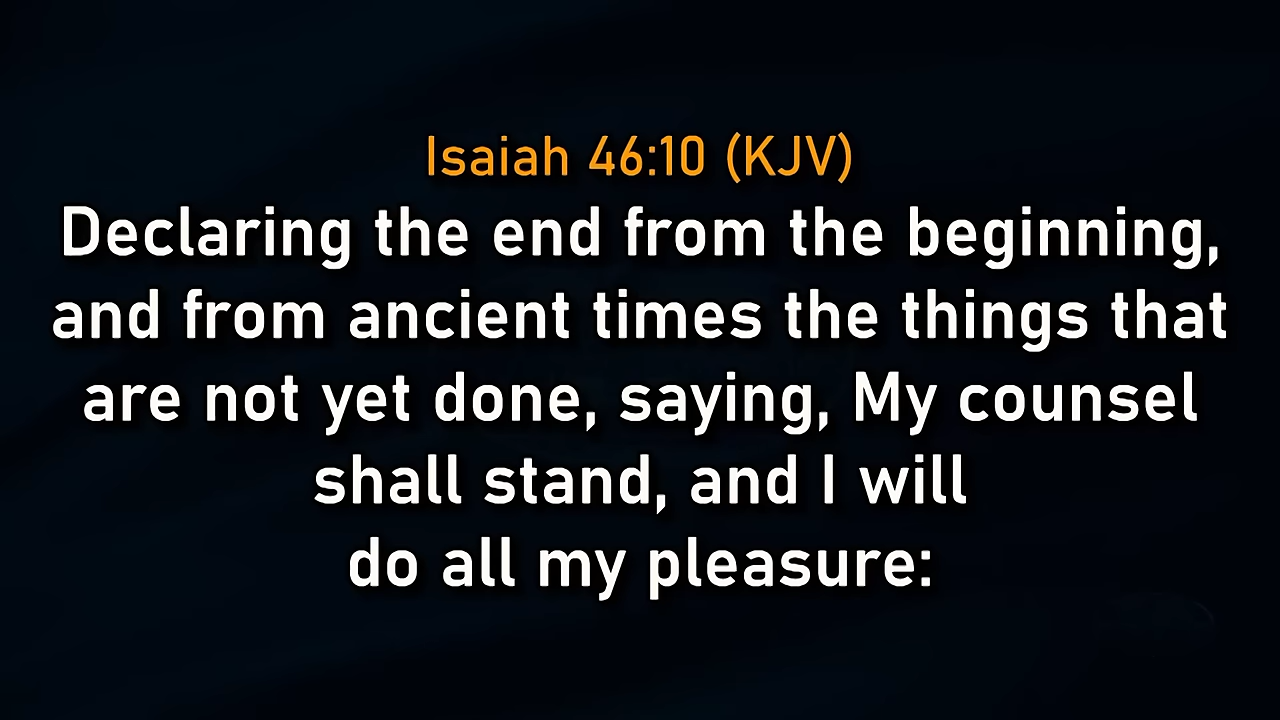 Isaiah 46:10 (KJV)
Declaring the end from the beginning,
and from ancient times the things that
are not yet done, saying, My counsel
shall stand, and I will
do all my pleasure: